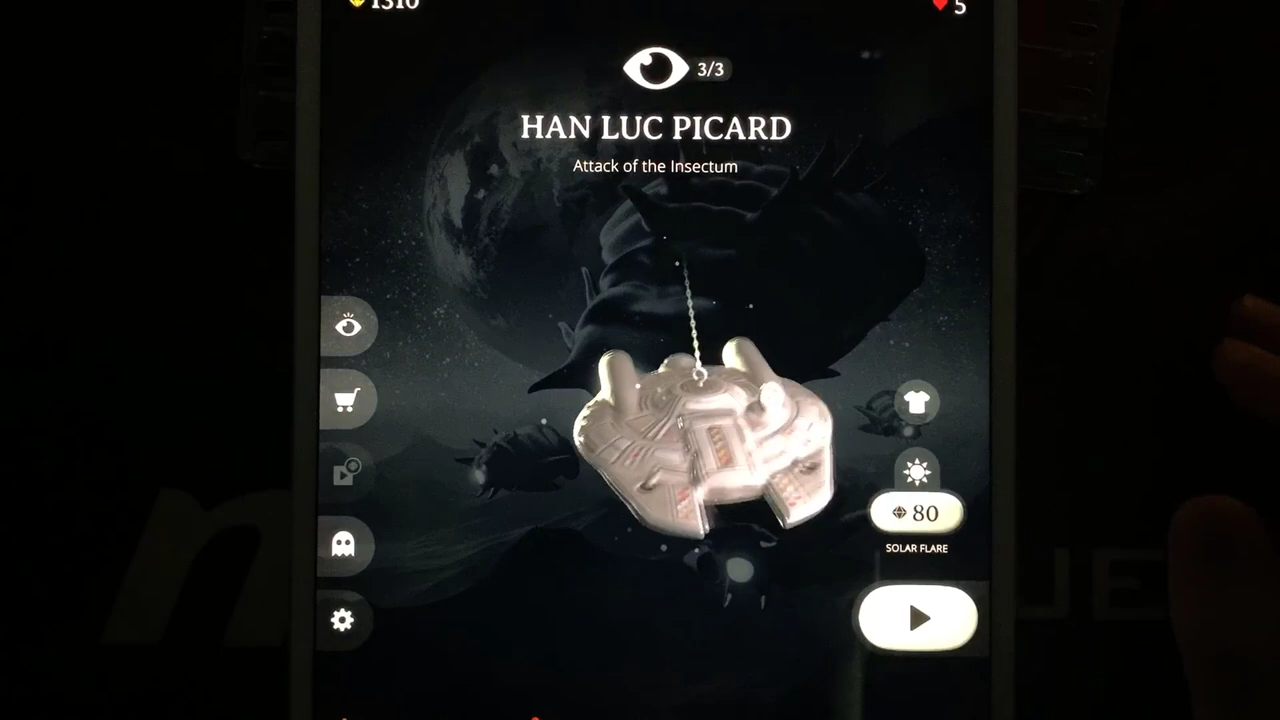 1310
5
3/3
HAN LUC PICARD
Attack of the Insectum
80
SOLAR FLARE